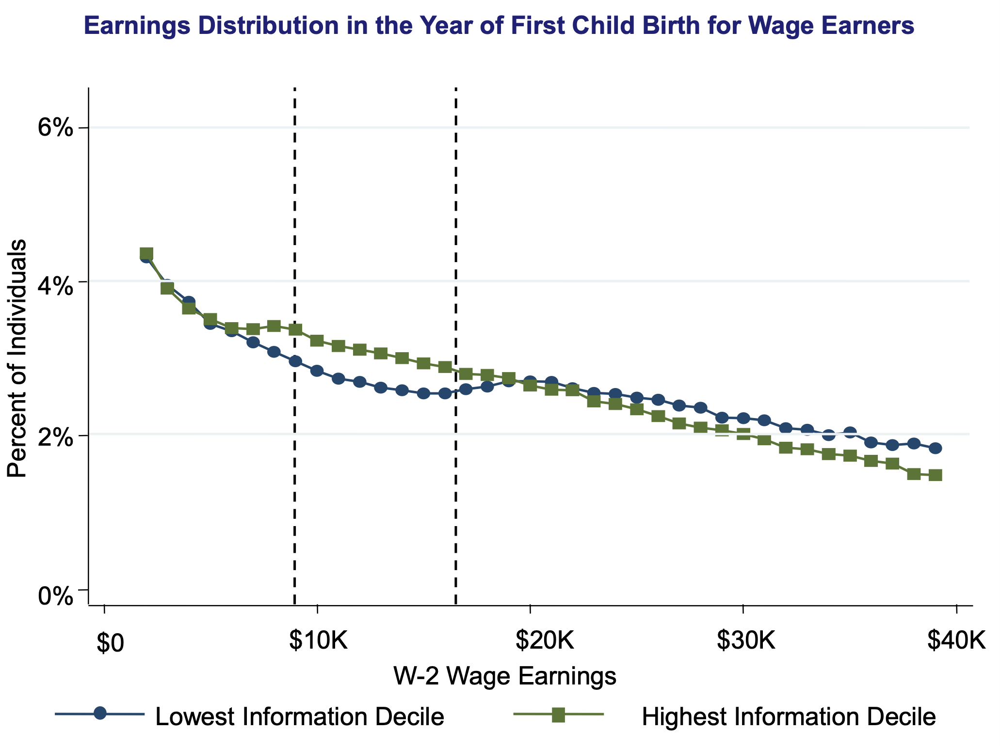 Earnings Distribution in the Year of First Child Birth for Wage Earners
Percent of Individuals
6%
4%
2%
0%
$0
$10K
$20K
$30K
$40K
W-2 Wage Earnings
Lowest Information Decile
Highest Information Decile